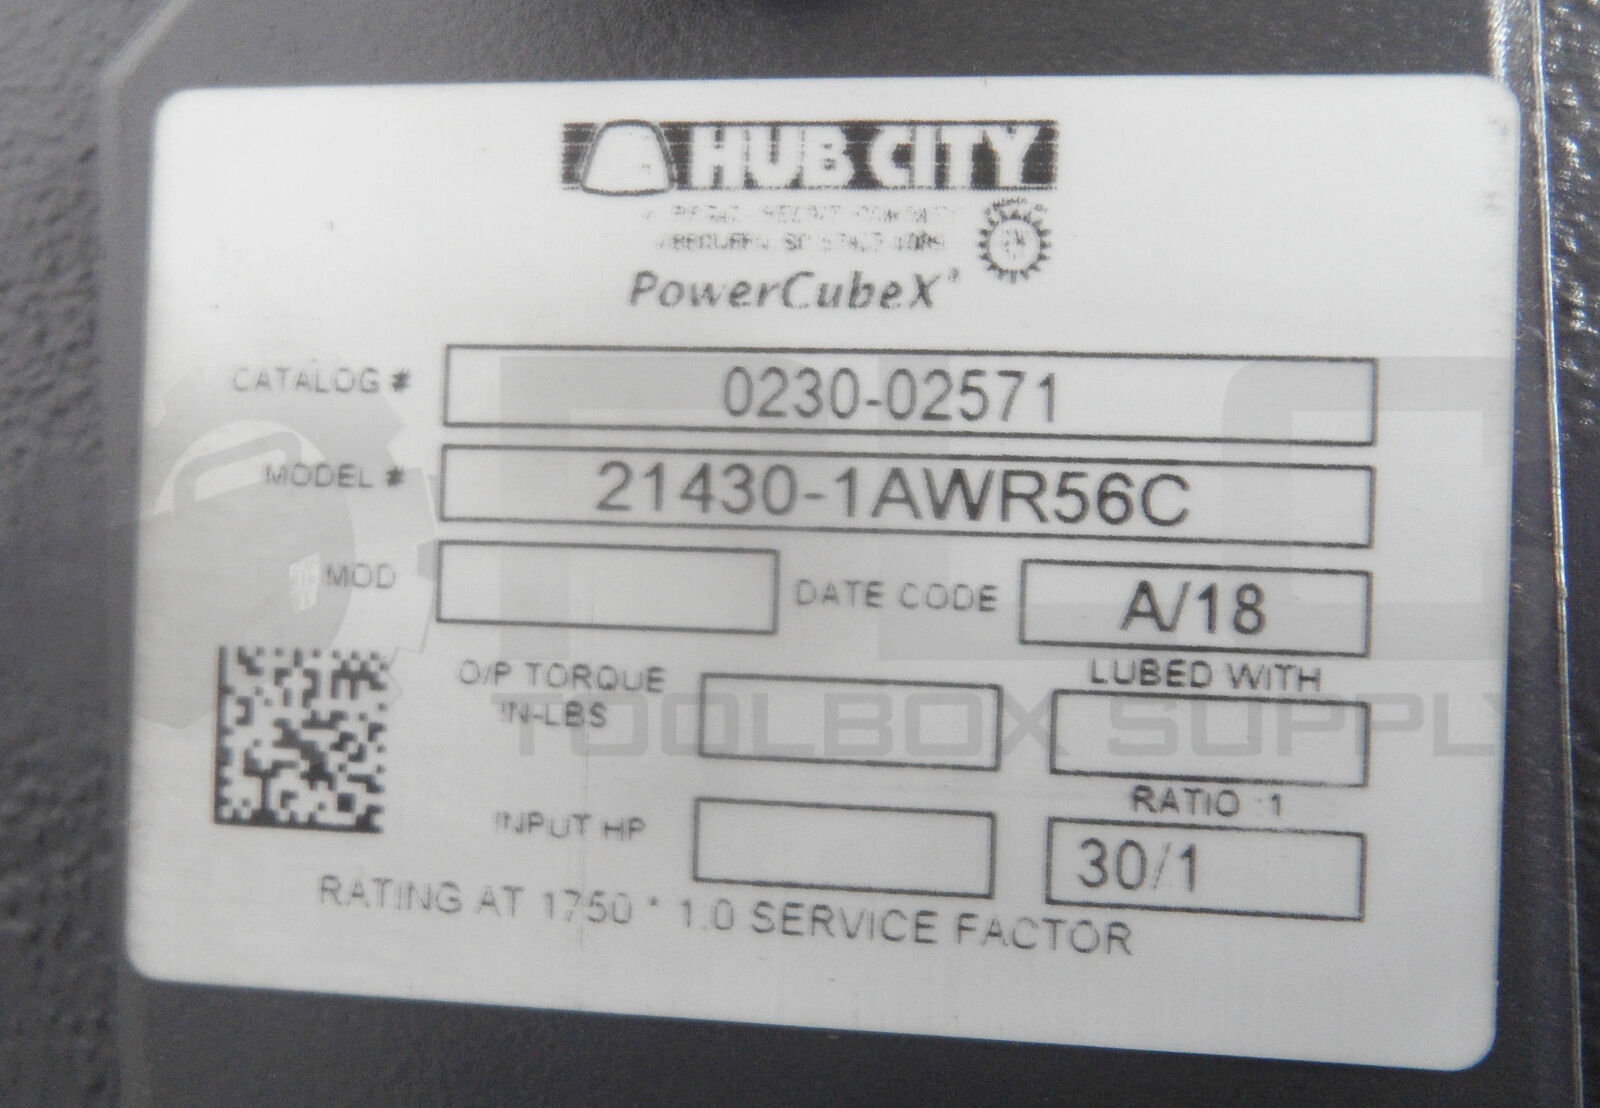 HUB CITY
PowerCubeX®
CATALOG # 0230-02571
MODEL # 21430-1AWR56C
MOD DATE CODE A/18
O/P TORQUE IN-LBS LUBED WITH
INPUT HP RATIO :1 30/1
RATING AT 1750 * 1.0 SERVICE FACTOR
PLC
TOOLBOX SUPPLY